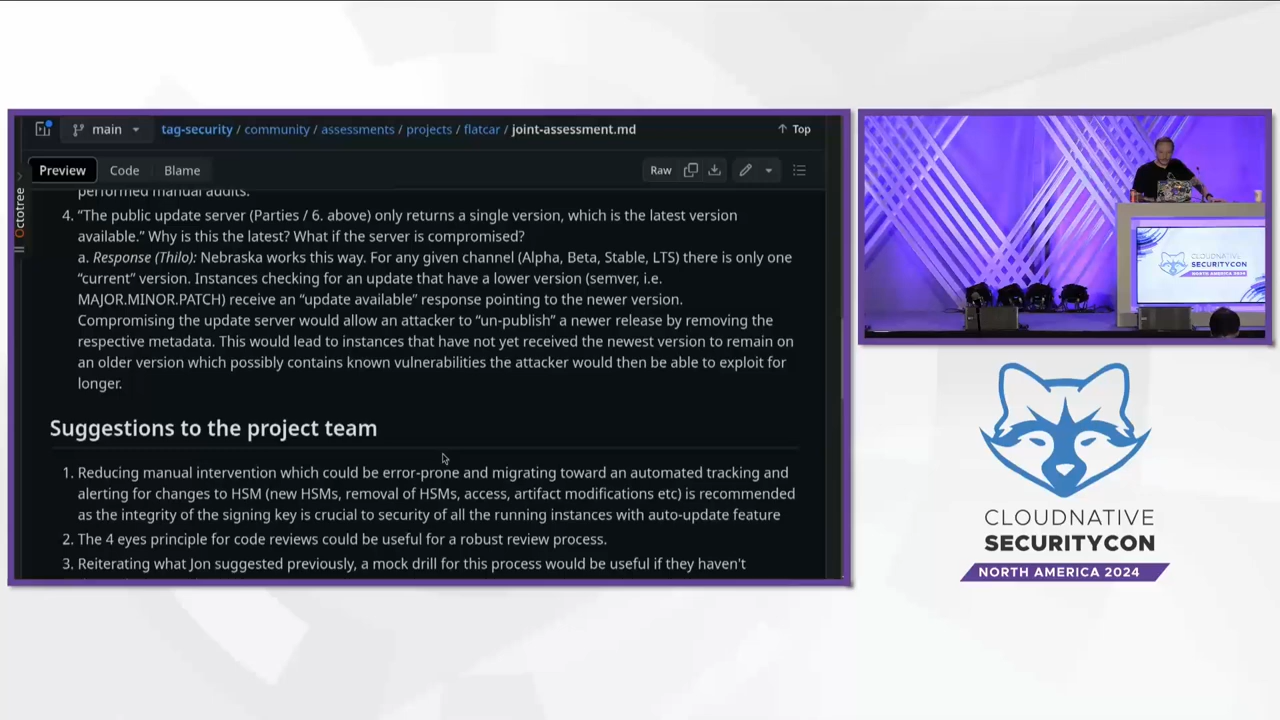 main
tag-security / community / assessments / projects / flatcar / joint-assessment.md
Top
Preview
Code
Blame
Raw
Octotree
performed manual audits.
4. “The public update server (Parties / 6. above) only returns a single version, which is the latest version
available.” Why is this the latest? What if the server is compromised?
a. Response (Thilo): Nebraska works this way. For any given channel (Alpha, Beta, Stable, LTS) there is only one
“current” version. Instances checking for an update that have a lower version (semver, i.e.
MAJOR.MINOR.PATCH) receive an “update available” response pointing to the newer version.
Compromising the update server would allow an attacker to “un-publish” a newer release by removing the
respective metadata. This would lead to instances that have not yet received the newest version to remain on
an older version which possibly contains known vulnerabilities the attacker would then be able to exploit for
longer.
Suggestions to the project team
1. Reducing manual intervention which could be error-prone and migrating toward an automated tracking and
alerting for changes to HSM (new HSMs, removal of HSMs, access, artifact modifications etc) is recommended
as the integrity of the signing key is crucial to security of all the running instances with auto-update feature
2. The 4 eyes principle for code reviews could be useful for a robust review process.
3. Reiterating what Jon suggested previously, a mock drill for this process would be useful if they haven't
CLOUDNATIVE
SECURITYCON
NORTH AMERICA 2024
CLOUDNATIVE
SECURITYCON
NORTH AMERICA 2024